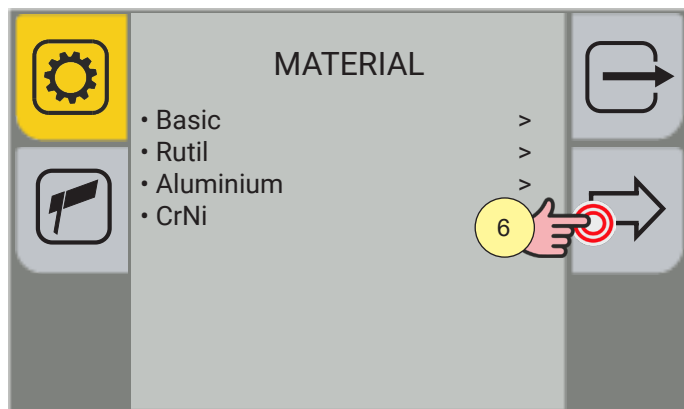 MATERIAL
• Basic >
• Rutil >
• Aluminium >
• CrNi
6